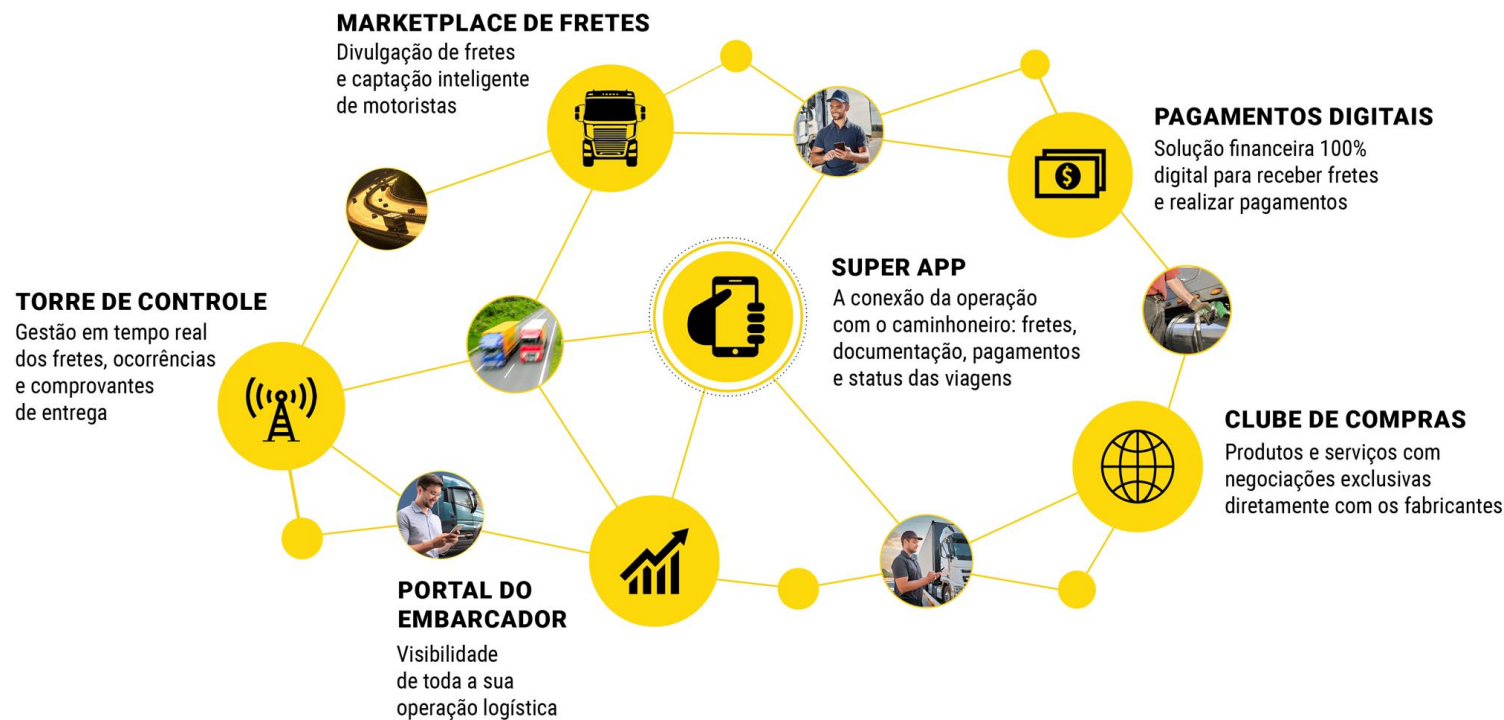 MARKETPLACE DE FRETES
Divulgação de fretes
e captação inteligente
de motoristas
PAGAMENTOS DIGITAIS
Solução financeira 100%
digital para receber fretes
e realizar pagamentos
SUPER APP
A conexão da operação
com o caminhoneiro: fretes,
documentação, pagamentos
e status das viagens
TORRE DE CONTROLE
Gestão em tempo real
dos fretes, ocorrências
e comprovantes
de entrega
CLUBE DE COMPRAS
Produtos e serviços com
negociações exclusivas
diretamente com os fabricantes
PORTAL DO
EMBARCADOR
Visibilidade
de toda a sua
operação logística